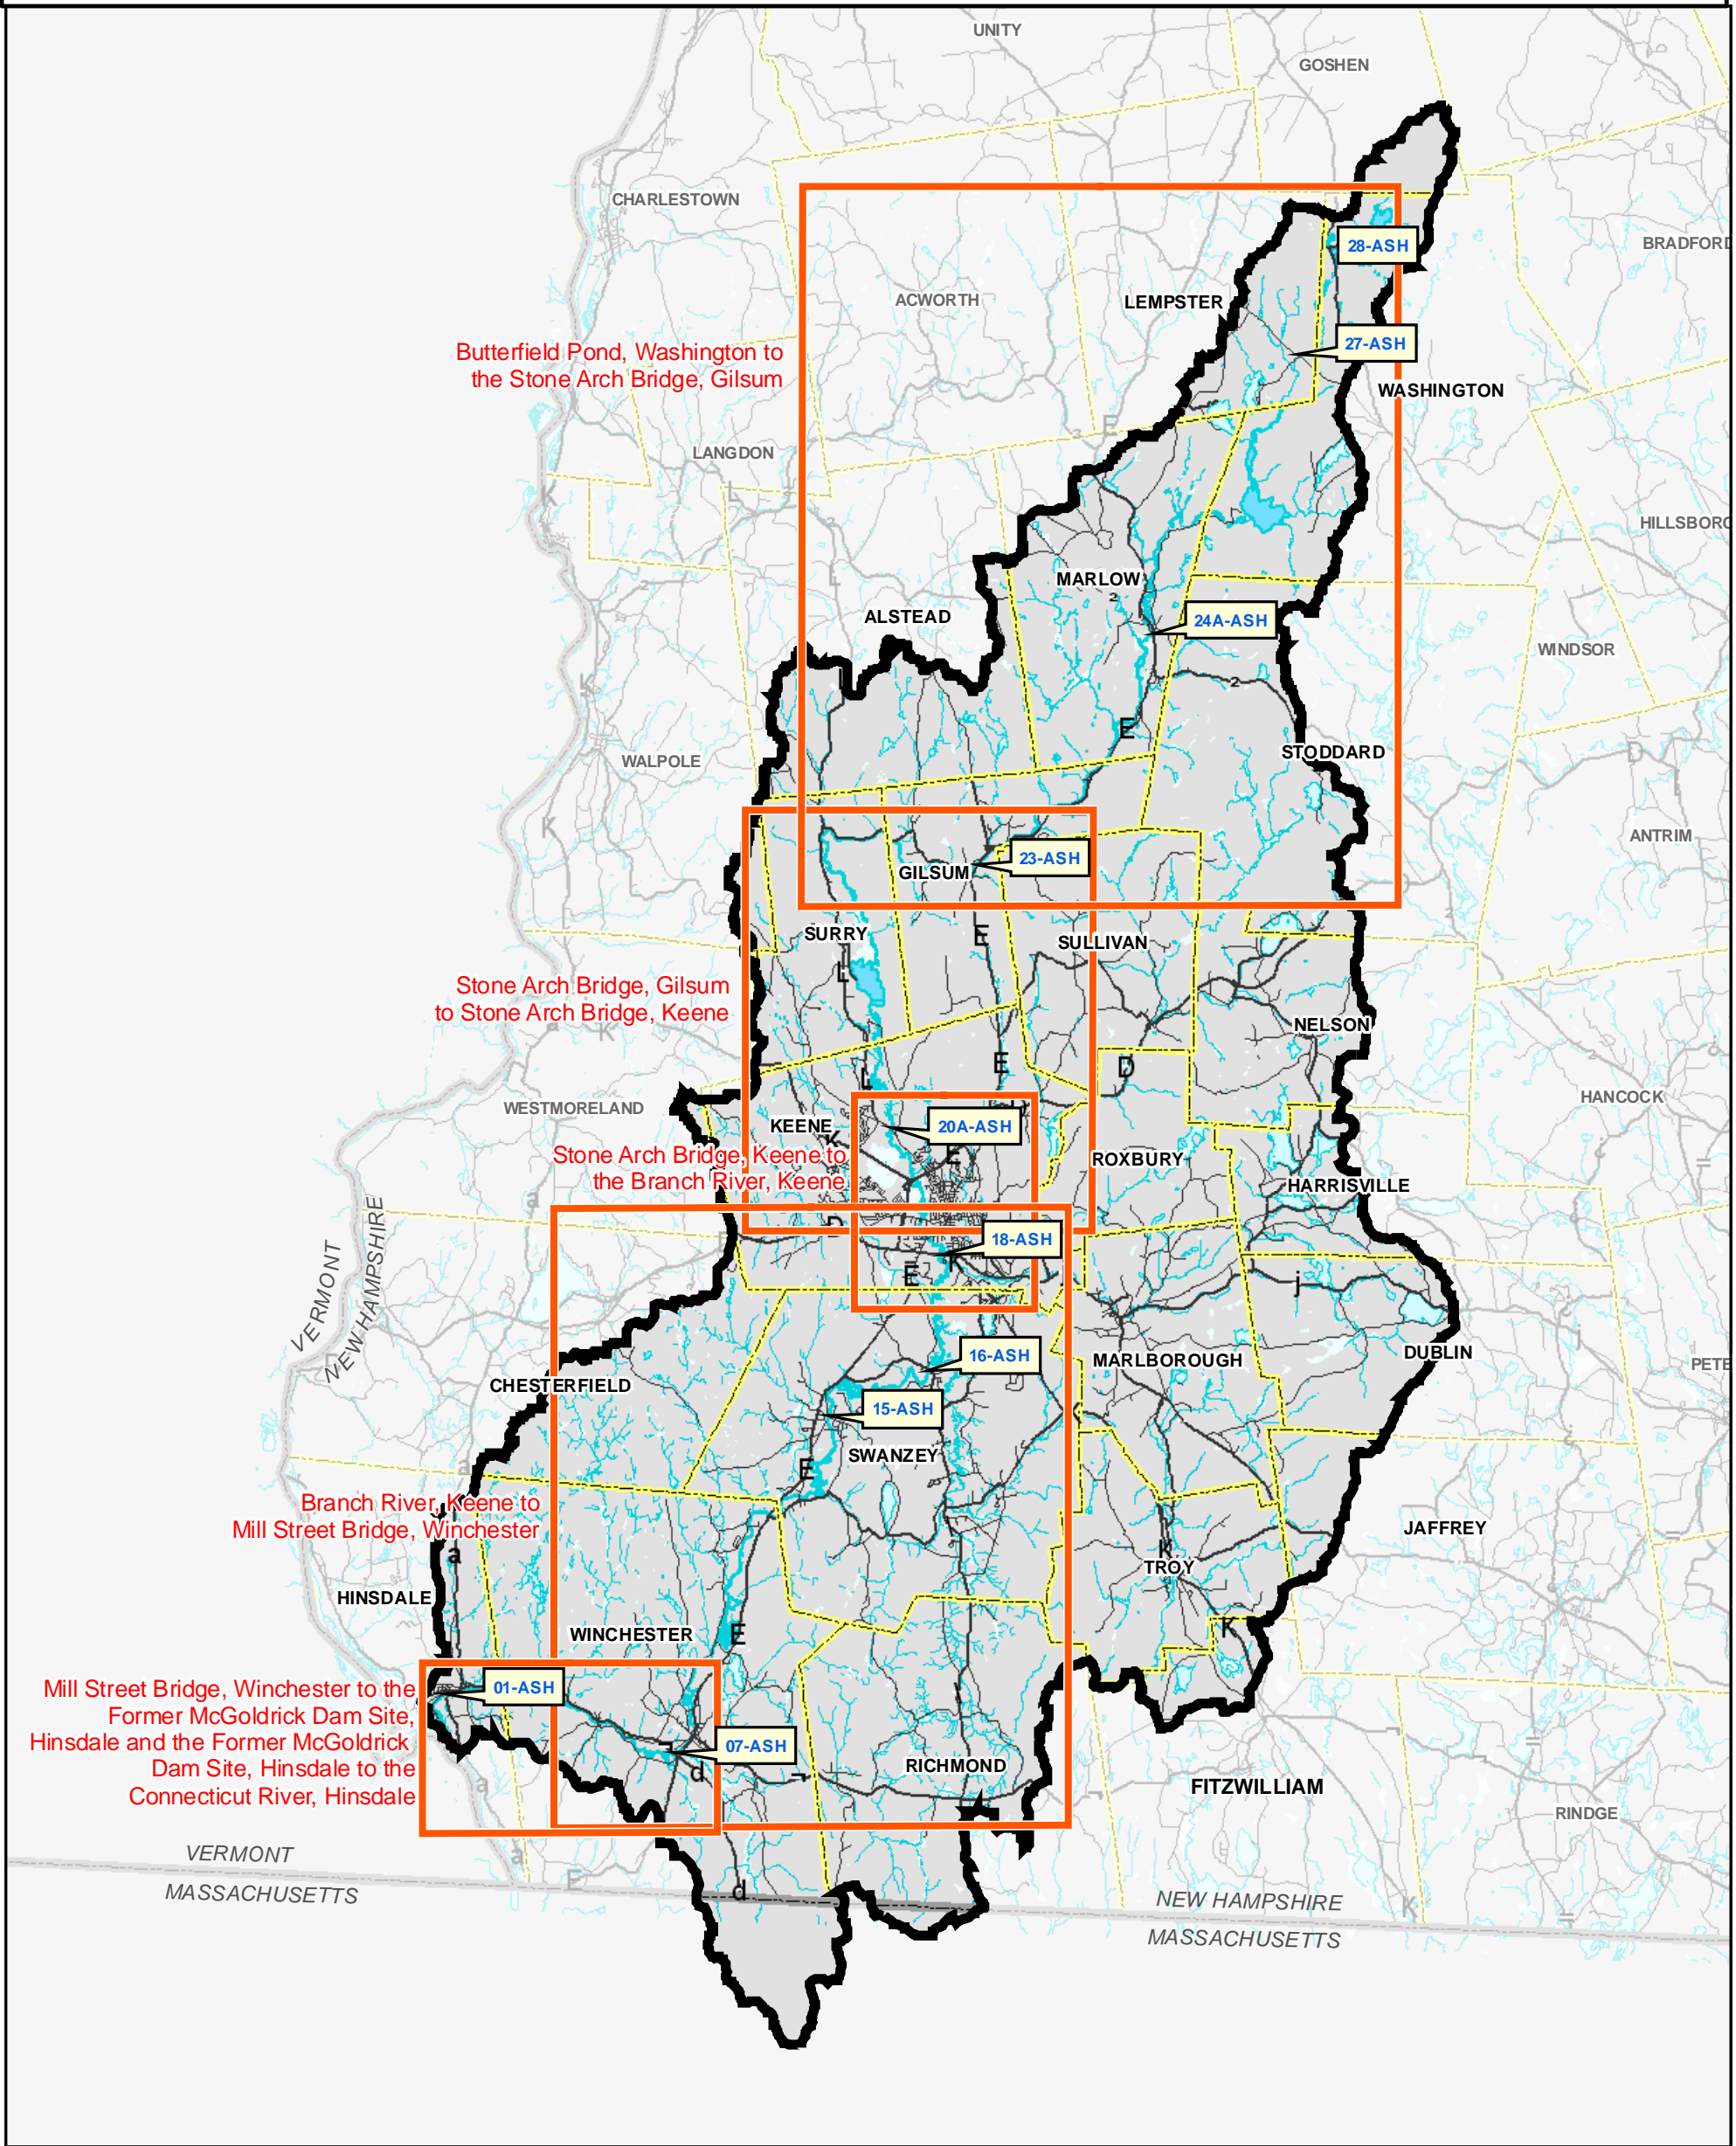 UNITY
GOSHEN
CHARLESTOWN
28-ASH
BRADFORD
ACWORTH
LEMPSTER
27-ASH
Butterfield Pond, Washington to
the Stone Arch Bridge, Gilsum
WASHINGTON
E
LANGDON
L
K
2
HILLSBORO
L
MARLOW
2
ALSTEAD
24A-ASH
WINDSOR
K
L
2
E
STODDARD
D
WALPOLE
K
ANTRIM
23-ASH
GILSUM
SURRY
E
SULLIVAN
L
Stone Arch Bridge, Gilsum
to Stone Arch Bridge, Keene
a
K
NELSON
E
D
L
HANCOCK
WESTMORELAND
KEENE
20A-ASH
K
E
Stone Arch Bridge, Keene to
the Branch River, Keene
ROXBURY
HARRISVILLE
a
D
18-ASH
K
E
j
VERMONT
NEW HAMPSHIRE
16-ASH
MARLBOROUGH
DUBLIN
PETE
CHESTERFIELD
15-ASH
SWANZEY
a
E
Branch River, Keene to
Mill Street Bridge, Winchester
JAFFREY
a
k
TROY
HINSDALE
E
WINCHESTER
K
Mill Street Bridge, Winchester to the
Former McGoldrick Dam Site,
Hinsdale and the Former McGoldrick
Dam Site, Hinsdale to the
Connecticut River, Hinsdale
01-ASH
07-ASH
d
RICHMOND
FITZWILLIAM
a
RINDGE
VERMONT
a
E
MASSACHUSETTS
d
NEW HAMPSHIRE
K
MASSACHUSETTS